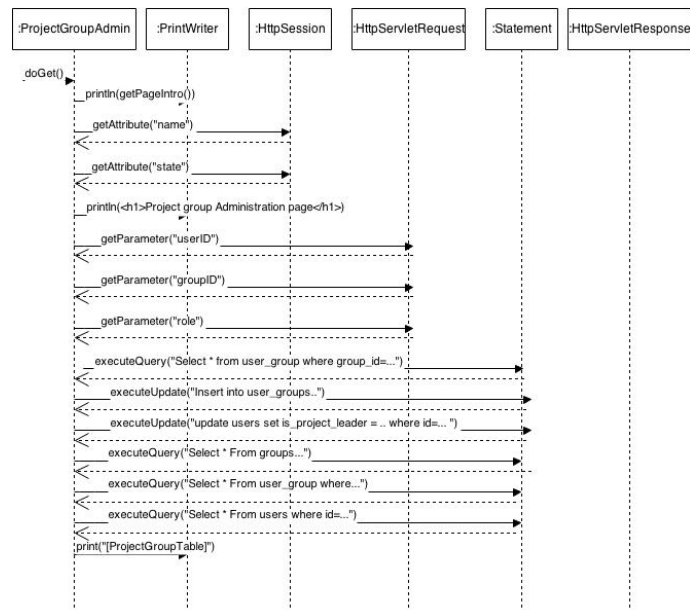 :ProjectGroupAdmin :PrintWriter :HttpSession :HttpServletRequest :Statement :HttpServletResponse
doGet()
println(getPageIntro())
getAttribute("name")
getAttribute("state")
println(<h1>Project group Administration page</h1>)
getParameter("userID")
getParameter("groupID")
getParameter("role")
executeQuery("Select * from user_group where group_id=...")
executeUpdate("Insert into user_groups..")
executeUpdate("update users set is_project_leader = .. where id=... ")
executeQuery("Select * From groups...")
executeQuery("Select * From user_group where...")
executeQuery("Select * From users where id=...")
print("[ProjectGroupTable]")